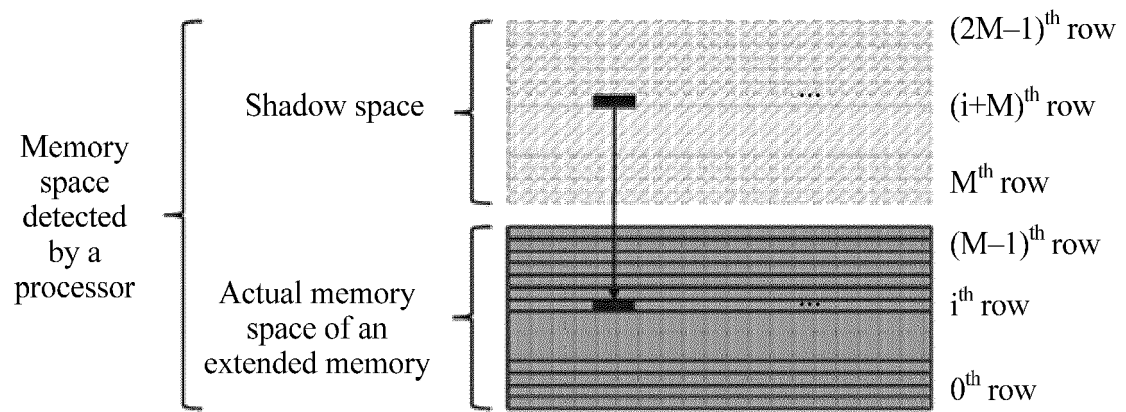 Memory
space
detected
by a
processor
Shadow space
Actual memory
space of an
extended memory
(2M–1)th row
...
(i+M)th row
Mth row
(M–1)th row
...
ith row
0th row